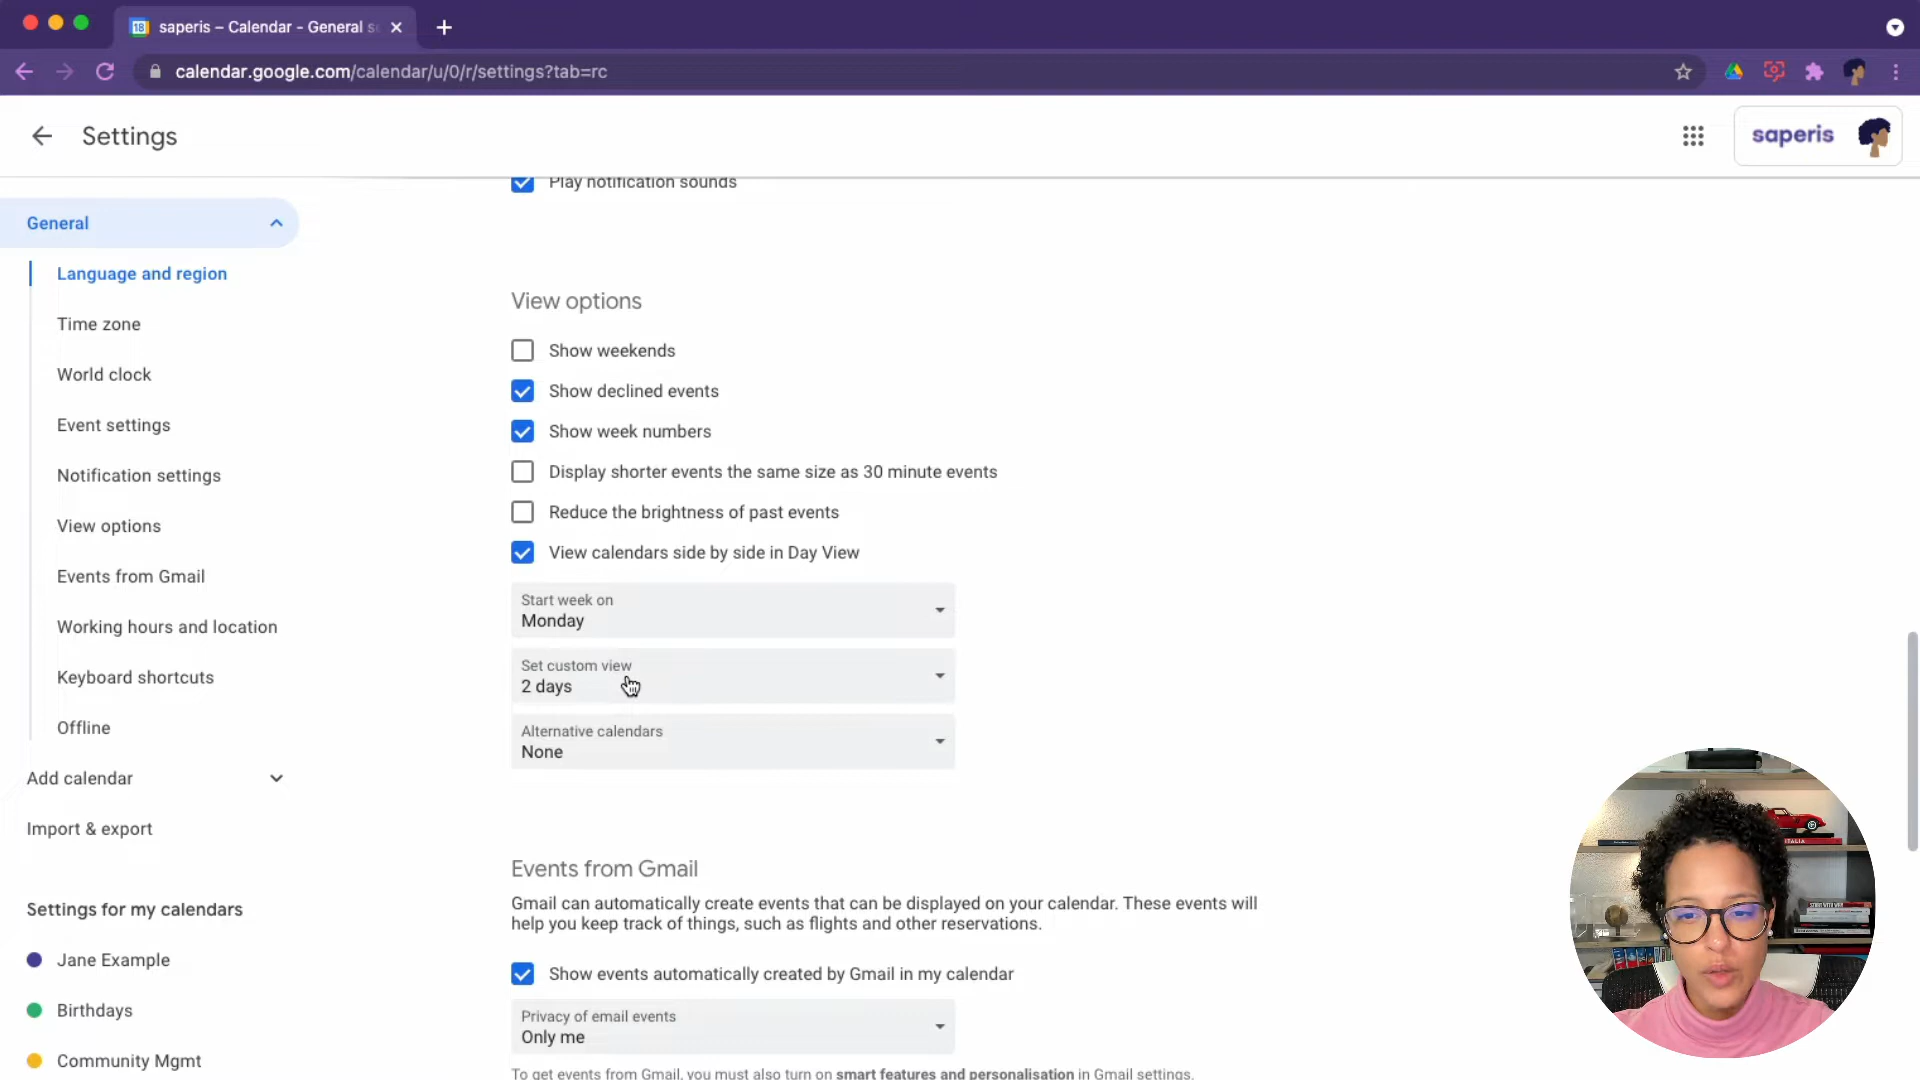 saperis – Calendar - General s
calendar.google.com/calendar/u/0/r/settings?tab=rc
Settings
saperis
Play notification sounds
General
Language and region
Time zone
World clock
Event settings
Notification settings
View options
Events from Gmail
Working hours and location
Keyboard shortcuts
Offline
Add calendar
Import & export
Settings for my calendars
Jane Example
Birthdays
Community Mgmt
View options
Show weekends
Show declined events
Show week numbers
Display shorter events the same size as 30 minute events
Reduce the brightness of past events
View calendars side by side in Day View
Start week on
Monday
Set custom view
2 days
Alternative calendars
None
Events from Gmail
Gmail can automatically create events that can be displayed on your calendar. These events will
help you keep track of things, such as flights and other reservations.
Show events automatically created by Gmail in my calendar
Privacy of email events
Only me
To get events from Gmail, you must also turn on smart features and personalisation in Gmail settings.